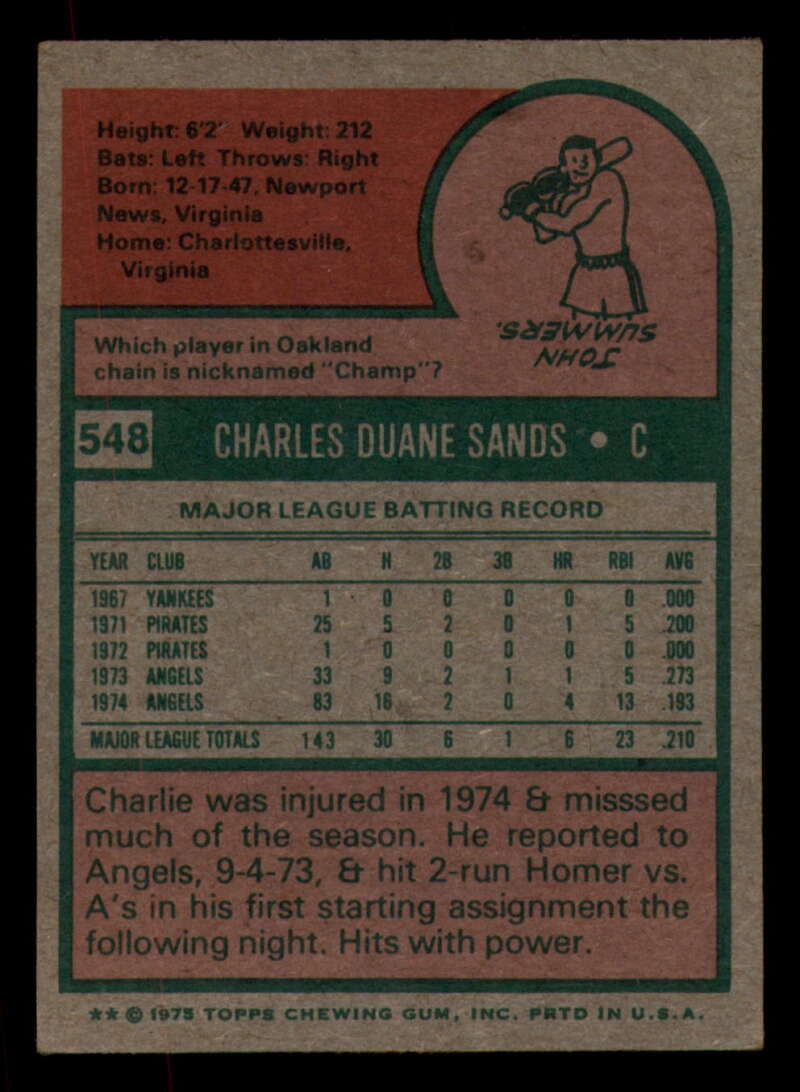 Height: 6'2" Weight: 212
Bats: Left Throws: Right
Born: 12-17-47, Newport
News, Virginia
Home: Charlottesville,
Virginia
Which player in Oakland
chain is nicknamed "Champ"?
JOHN
SUMMERS.
548 CHARLES DUANE SANDS • C
MAJOR LEAGUE BATTING RECORD
YEAR CLUB AB H 2B 3B HR RBI AVG
1967 YANKEES 1 0 0 0 0 0 .000
1971 PIRATES 25 5 2 0 1 5 .200
1972 PIRATES 1 0 0 0 0 0 .000
1973 ANGELS 33 9 2 1 1 5 .273
1974 ANGELS 83 16 2 0 4 13 .193
MAJOR LEAGUE TOTALS 143 30 6 1 6 23 .210
Charlie was injured in 1974 & misssed
much of the season. He reported to
Angels, 9-4-73, & hit 2-run Homer vs.
A's in his first starting assignment the
following night. Hits with power.
** © 1975 TOPPS CHEWING GUM, INC. PRTD IN U.S.A.